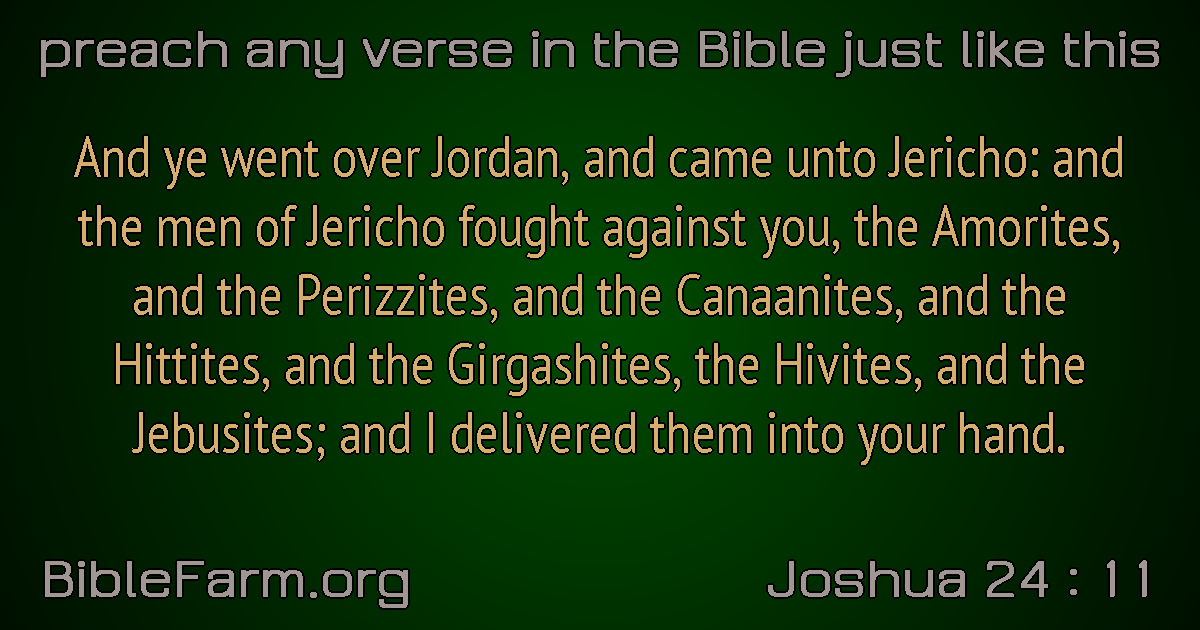 preach any verse in the Bible just like this
And ye went over Jordan, and came unto Jericho: and
the men of Jericho fought against you, the Amorites,
and the Perizzites, and the Canaanites, and the
Hittites, and the Girgashites, the Hivites, and the
Jebusites; and I delivered them into your hand.
BibleFarm.org
Joshua 24 : 11